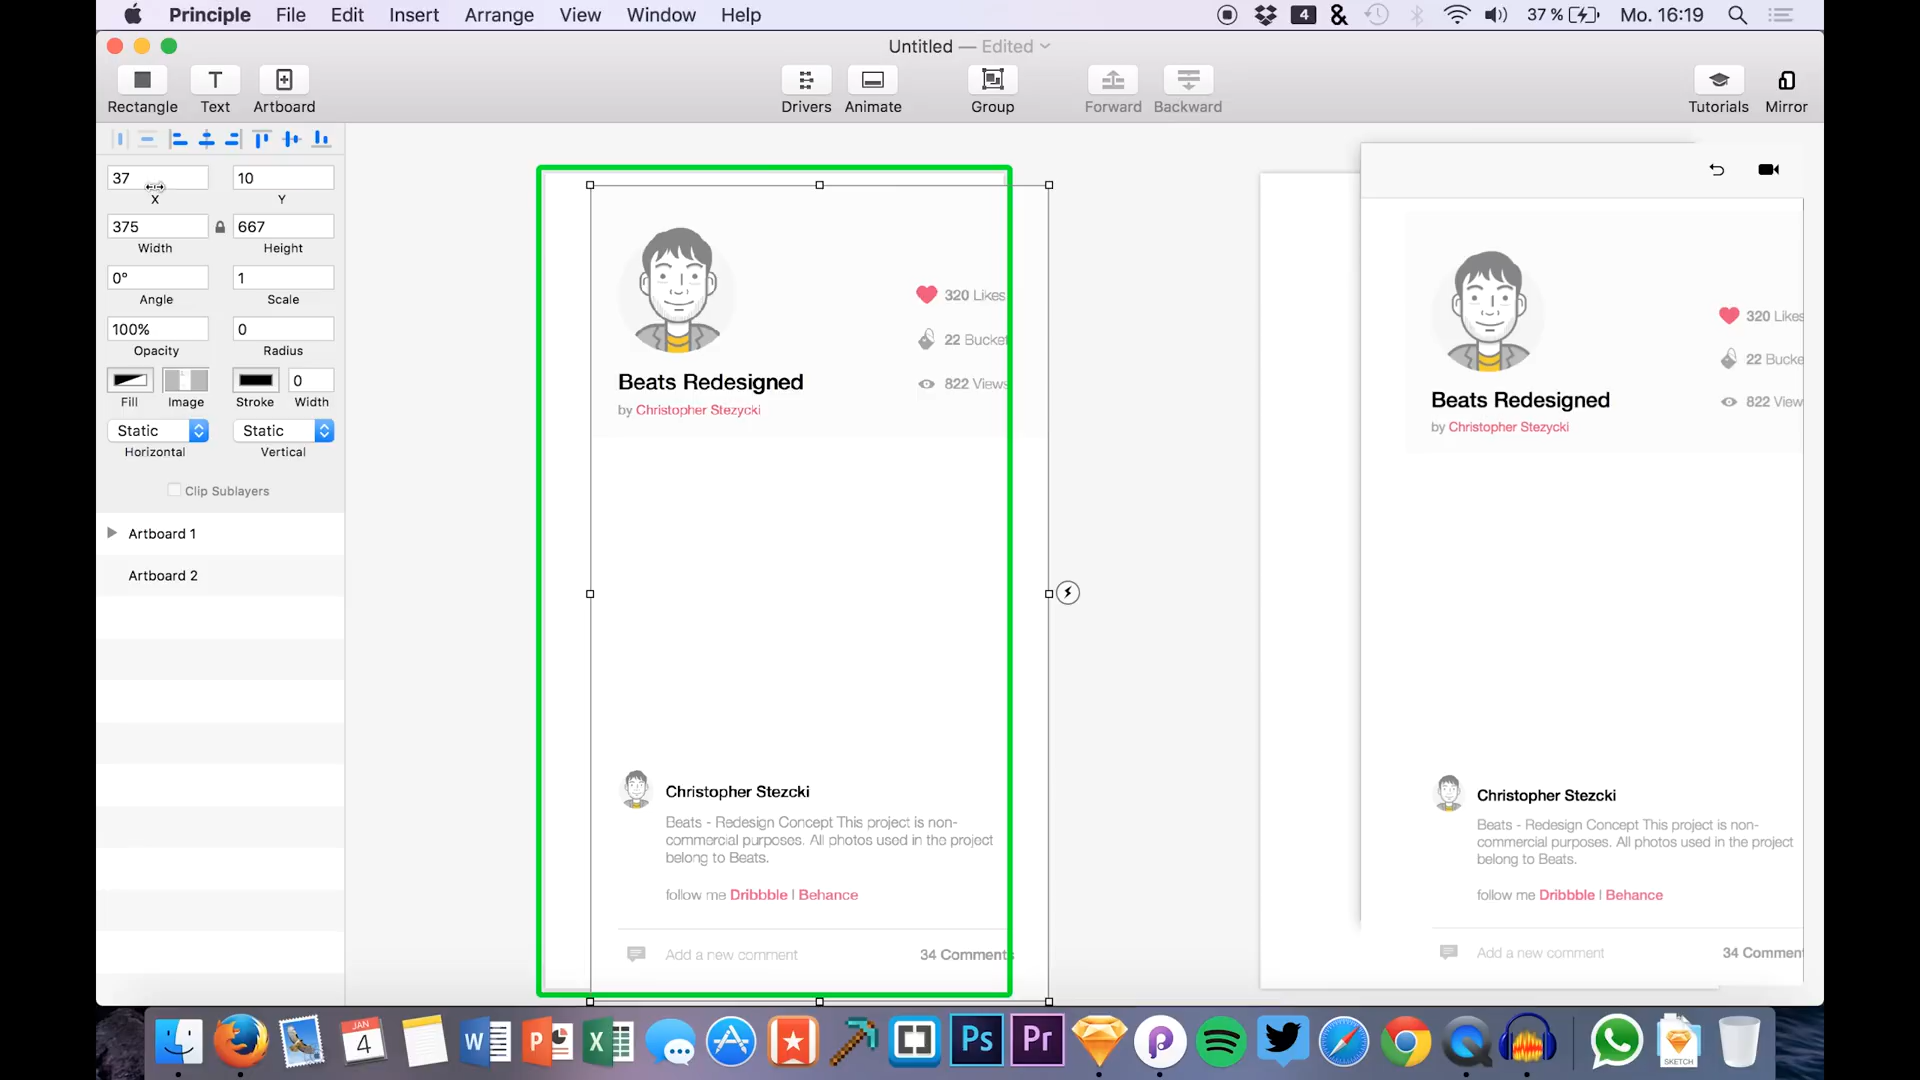 Principle File Edit Insert Arrange View Window Help 4 & 37 % Mo. 16:19
Untitled — Edited
Rectangle Text Artboard Drivers Animate Group Forward Backward Tutorials Mirror
37 10
X Y
375 667
Width Height
0° 1
Angle Scale
100% 0
Opacity Radius
0
Fill Image Stroke Width
Static Static
Horizontal Vertical
Clip Sublayers
Artboard 1
Artboard 2
320 Likes
22 Bucket
822 Views
Beats Redesigned
by Christopher Stezycki
Christopher Stezcki
Beats - Redesign Concept This project is non-
commercial purposes. All photos used in the project
belong to Beats.
follow me Dribbble | Behance
Add a new comment 34 Comments
320 Likes
22 Bucke
822 View
Beats Redesigned
by Christopher Stezycki
Christopher Stezcki
Beats - Redesign Concept This project is non-
commercial purposes. All photos used in the project
belong to Beats.
follow me Dribbble | Behance
Add a new comment 34 Commen
JAN
4
W P X Ps Pr
SKETCH